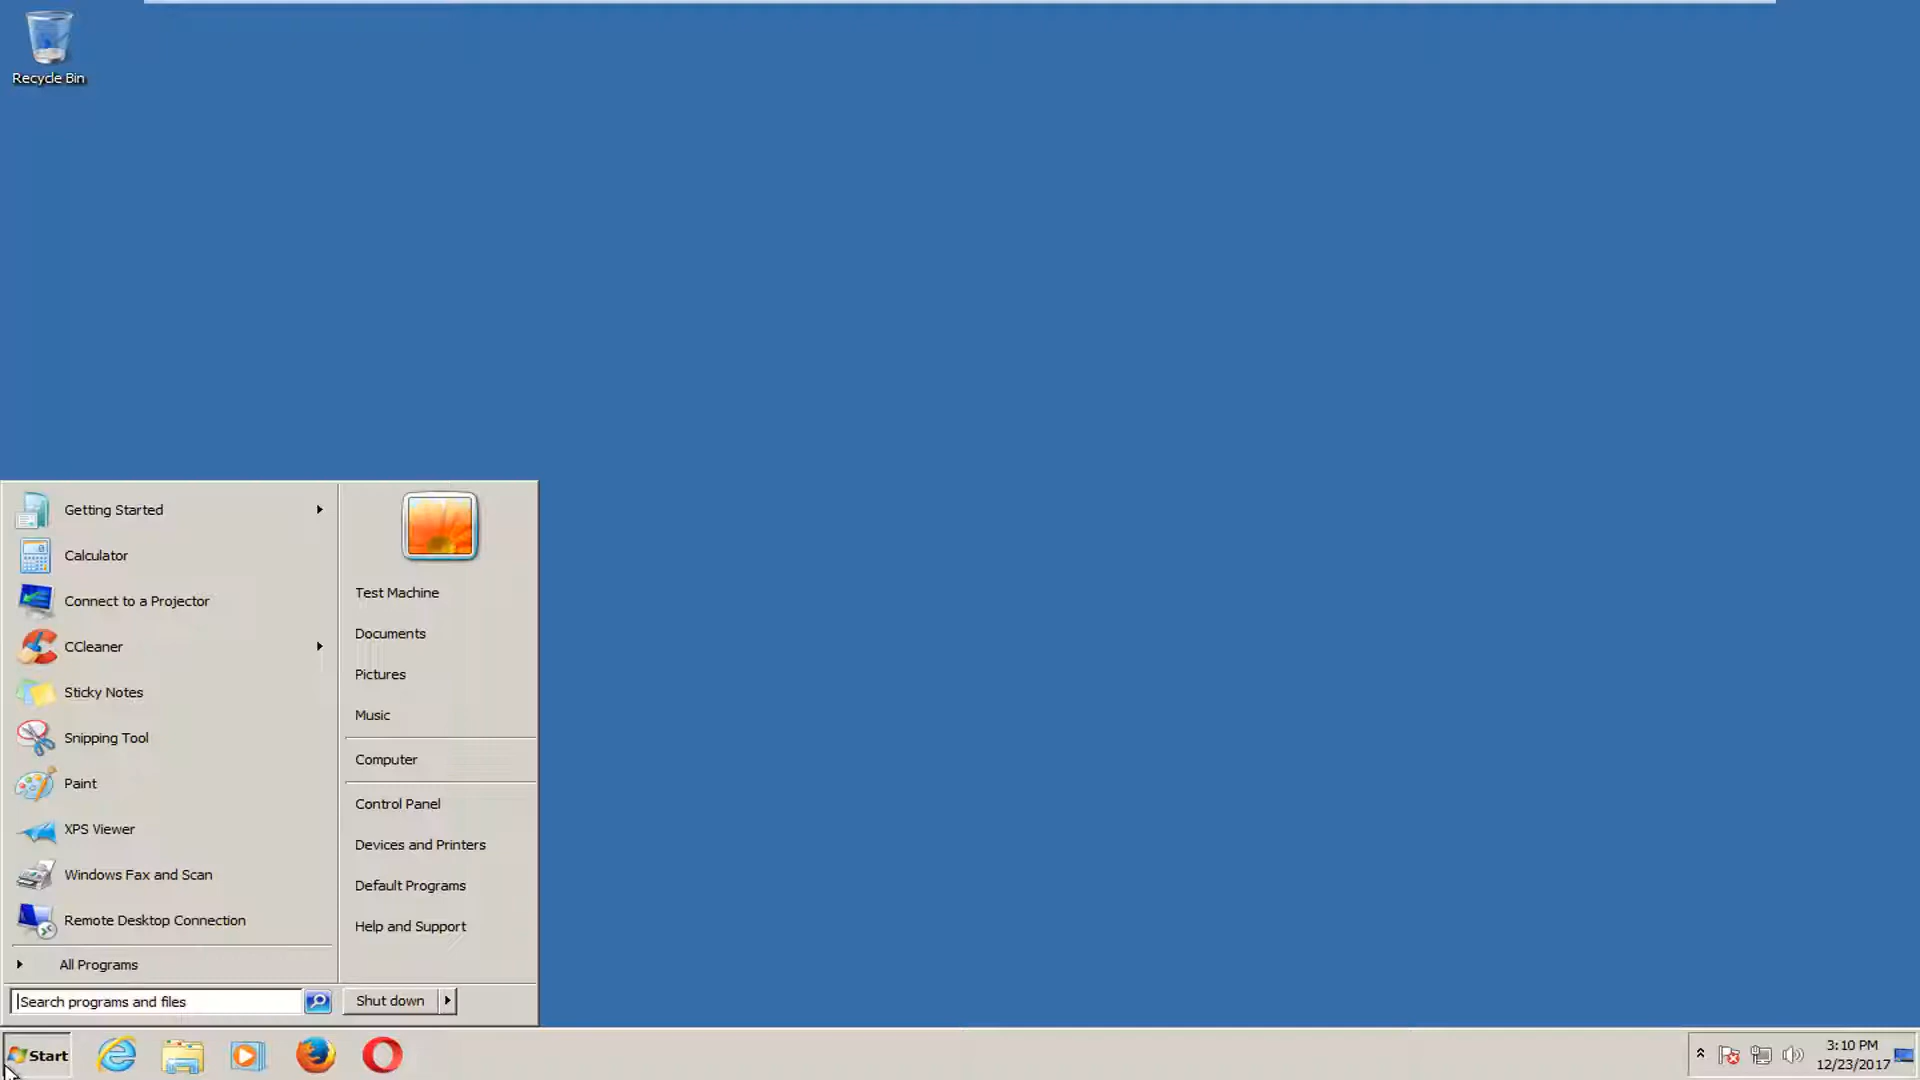 Recycle Bin
Getting Started
Calculator
Connect to a Projector
CCleaner
Sticky Notes
Snipping Tool
Paint
XPS Viewer
Windows Fax and Scan
Remote Desktop Connection
All Programs
Search programs and files
Test Machine
Documents
Pictures
Music
Computer
Control Panel
Devices and Printers
Default Programs
Help and Support
Shut down
Start
3:10 PM
12/23/2017